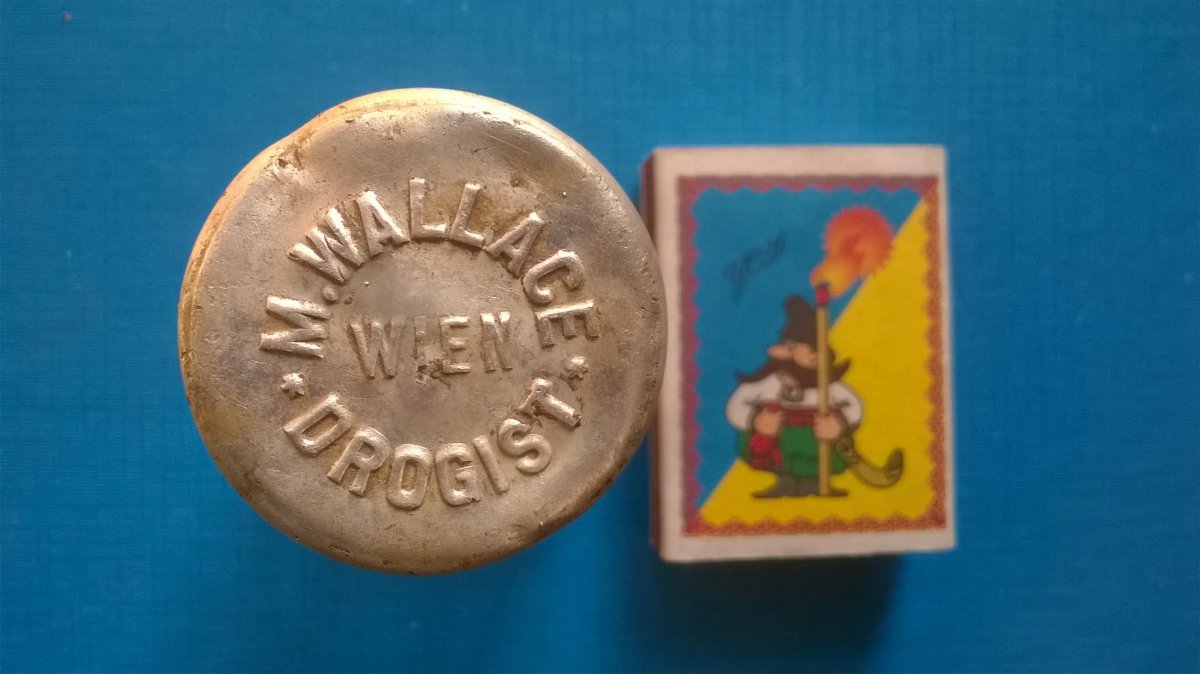 M.WALLACE
WIEN
* DROGIST *